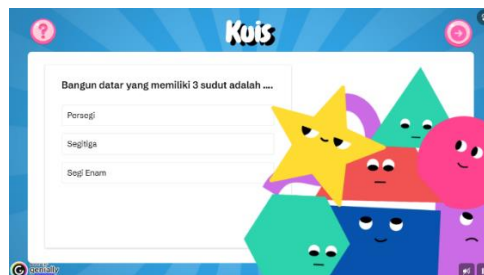 Kuis
Bangun datar yang memiliki 3 sudut adalah ....
Persegi
Segitiga
Segi Enam
genially